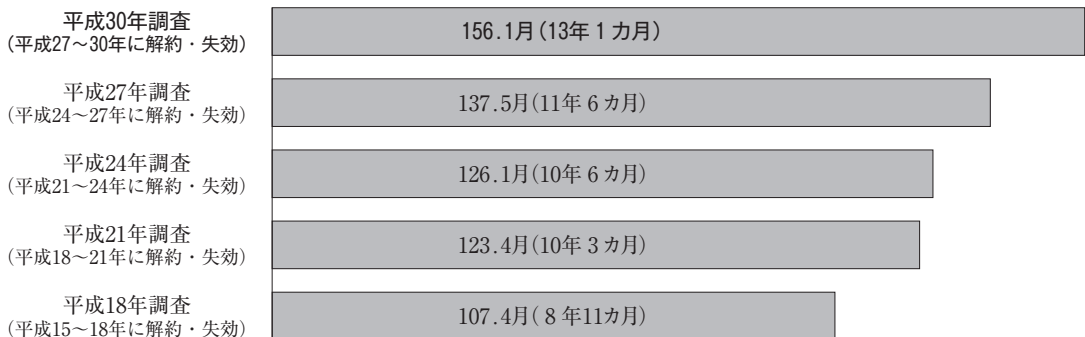 平成30年調査
(平成27～30年に解約・失効)
156.1月(13年1カ月)
平成27年調査
(平成24～27年に解約・失効)
137.5月(11年6カ月)
平成24年調査
(平成21～24年に解約・失効)
126.1月(10年6カ月)
平成21年調査
(平成18～21年に解約・失効)
123.4月(10年3カ月)
平成18年調査
(平成15～18年に解約・失効)
107.4月(8年11カ月)